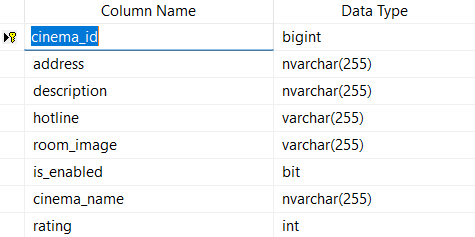 Column Name Data Type
cinema_id bigint
address nvarchar(255)
description nvarchar(255)
hotline varchar(255)
room_image varchar(255)
is_enabled bit
cinema_name nvarchar(255)
rating int